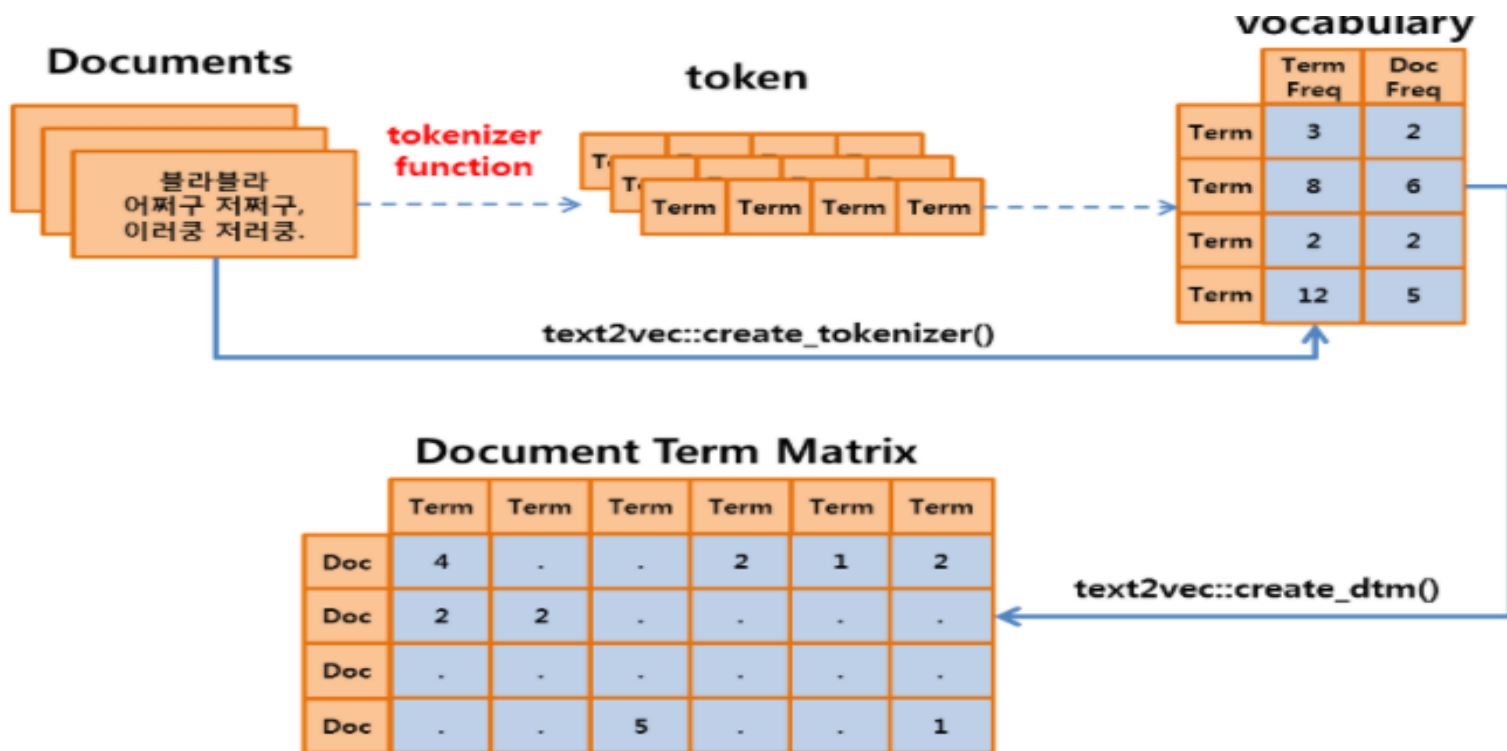 Documents
token
vocabulary
tokenizer
function
블라블라
어쩌구 저쩌구,
이러쿵 저러쿵.
Te
Te
Term Term Term Term
Term Freq Doc Freq
Term 3 2
Term 8 6
Term 2 2
Term 12 5
text2vec::create_tokenizer()
Document Term Matrix
Term Term Term Term Term Term
Doc 4 . . 2 1 2
Doc 2 2 . . . .
Doc . . . . . .
Doc . . 5 . . 1
text2vec::create_dtm()